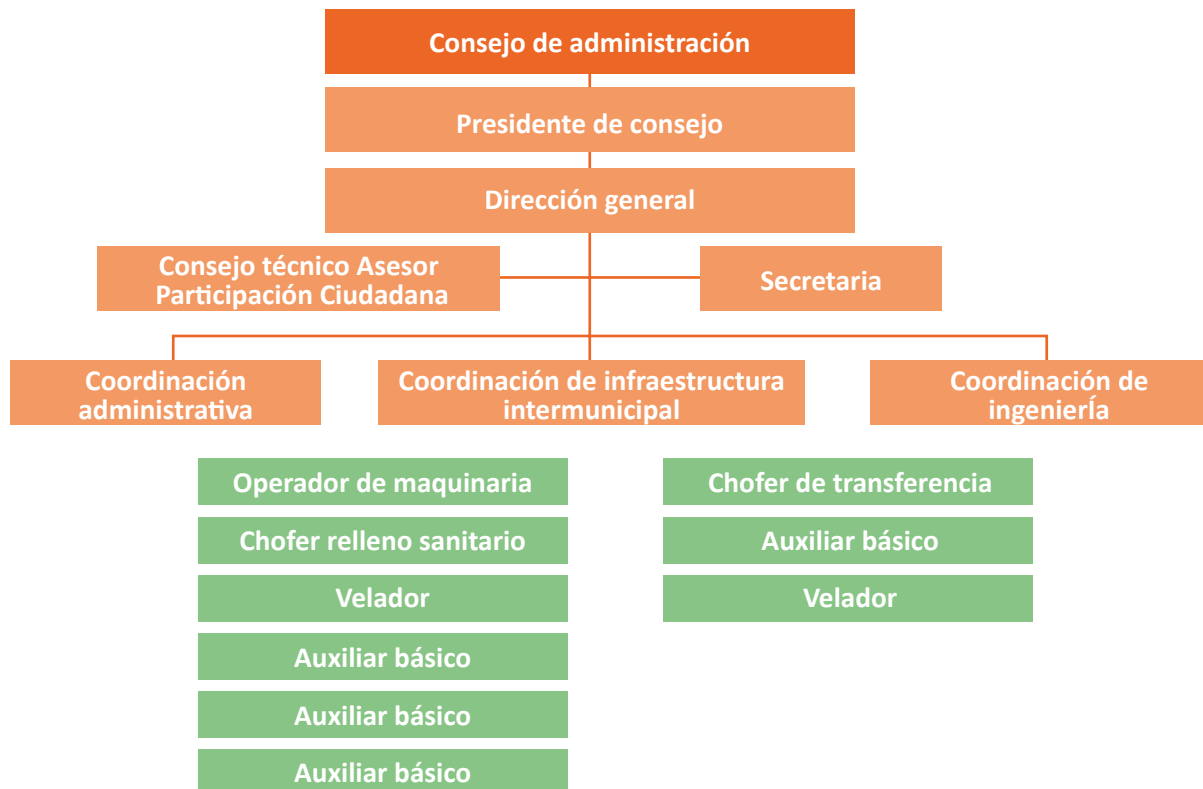 Consejo de administración
Presidente de consejo
Dirección general
Consejo técnico Asesor
Participación Ciudadana
Secretaria
Coordinación
administrativa
Coordinación de infraestructura
intermunicipal
Coordinación de
ingenierÍa
Operador de maquinaria
Chofer relleno sanitario
Velador
Auxiliar básico
Auxiliar básico
Auxiliar básico
Chofer de transferencia
Auxiliar básico
Velador